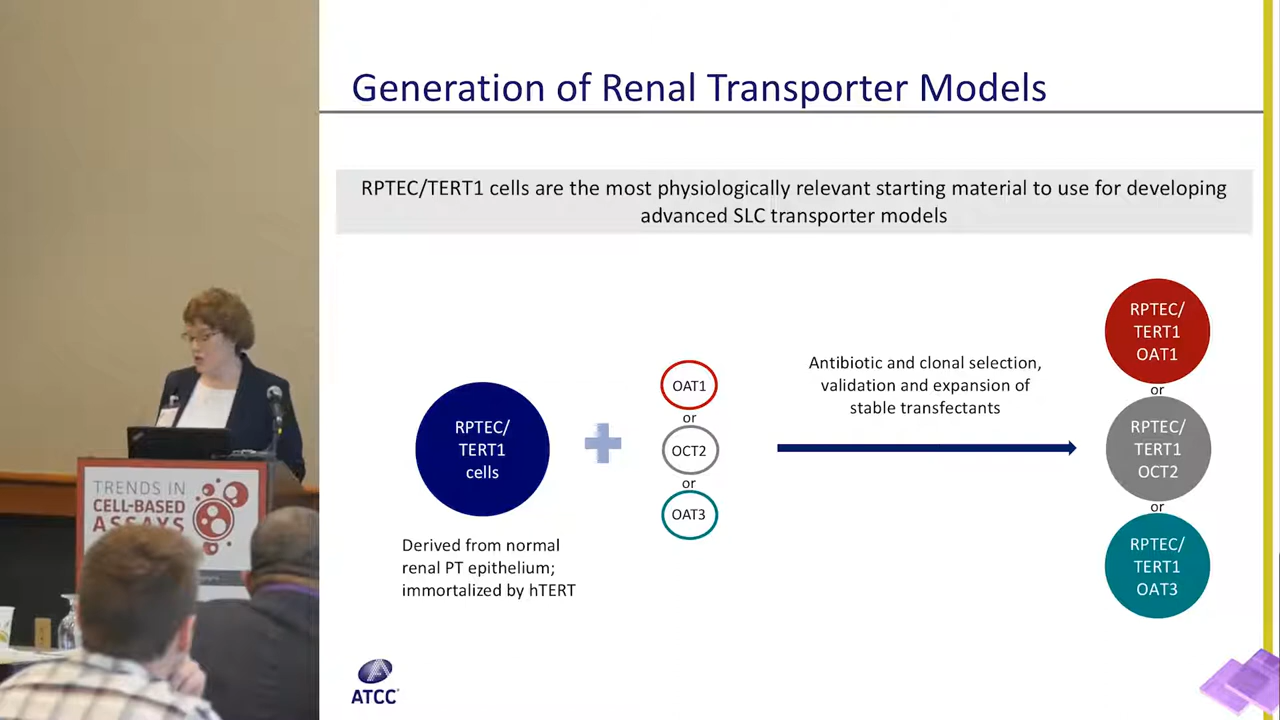 Generation of Renal Transporter Models
RPTEC/TERT1 cells are the most physiologically relevant starting material to use for developing
advanced SLC transporter models
RPTEC/
TERT1
cells
Derived from normal
renal PT epithelium;
immortalized by hTERT
OAT1
or
OCT2
or
OAT3
Antibiotic and clonal selection,
validation and expansion of
stable transfectants
RPTEC/
TERT1
OAT1
or
RPTEC/
TERT1
OCT2
or
RPTEC/
TERT1
OAT3
ATCC
TRENDS IN
CELL-BASED
ASSAYS